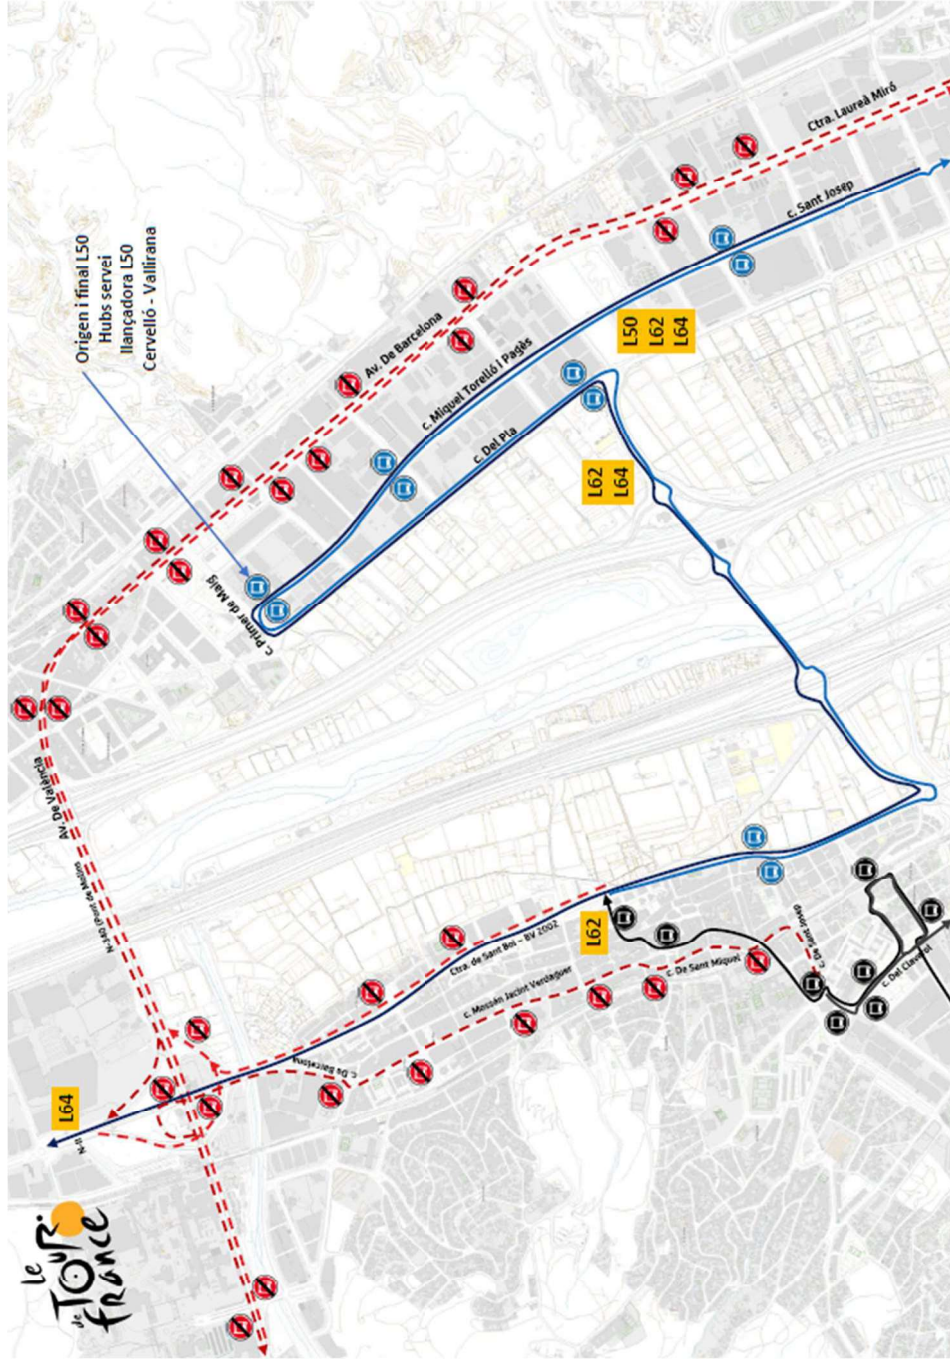 Origen i final L50
Hubs servei
llançadora L50
Cervelló - Vallirana
Ctra. Laureà Miró
c. Sant Josep
Av. De Barcelona
c. Miquel Torelló i Pagès
L50
L62
L64
c. Del Pla
L62
L64
c. Primer de Maig
Av. De València
N-340 (Pont de Molins
Ctra. de Sant Boi – BV 2002
L62
c. De Sant Josep
c. De Sant Miquel
c. Mossèn Jacint Verdaguer
c. De Barcelona
L64
N-II
le
de TOUR
france